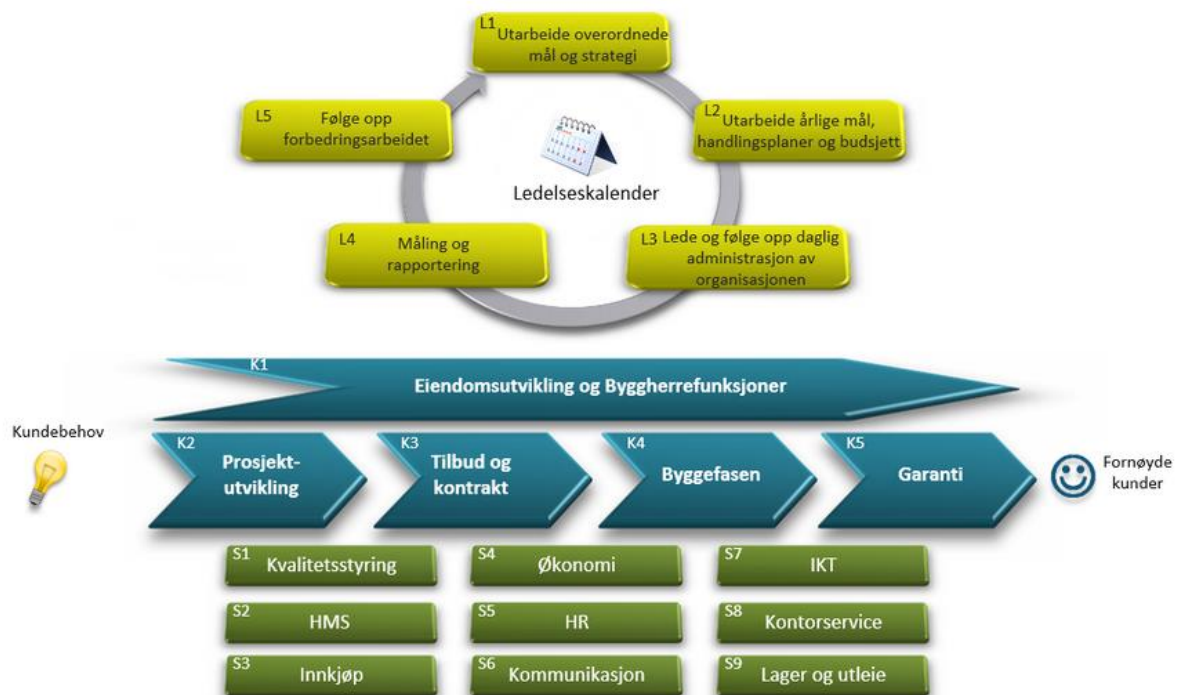 L1
Utarbeide overordnede
mål og strategi
L5
Følge opp
forbedringsarbeidet
L2
Utarbeide årlige mål,
handlingsplaner og budsjett
Ledelseskalender
L4
Måling og
rapportering
L3
Lede og følge opp daglig
administrasjon av
organisasjonen
K1
Eiendomsutvikling og Byggherrefunksjoner
Kundebehov
K2
Prosjekt-
utvikling
K3
Tilbud og
kontrakt
K4
Byggefasen
K5
Garanti
Fornøyde
kunder
S1
Kvalitetsstyring
S4
Økonomi
S7
IKT
S2
HMS
S5
HR
S8
Kontorservice
S3
Innkjøp
S6
Kommunikasjon
S9
Lager og utleie